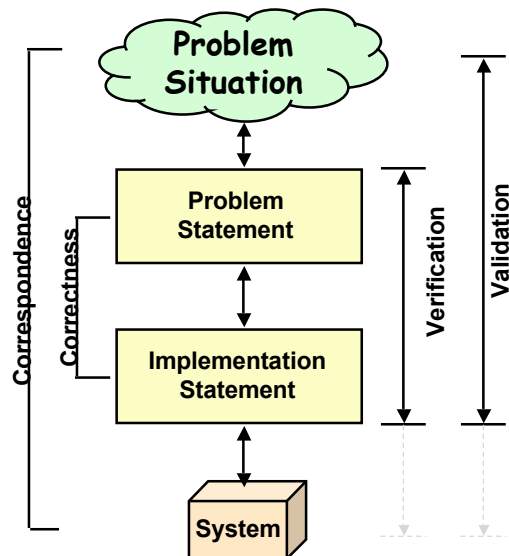 Problem
Situation
Problem
Statement
Implementation
Statement
System
Correspondence
Correctness
Verification
Validation